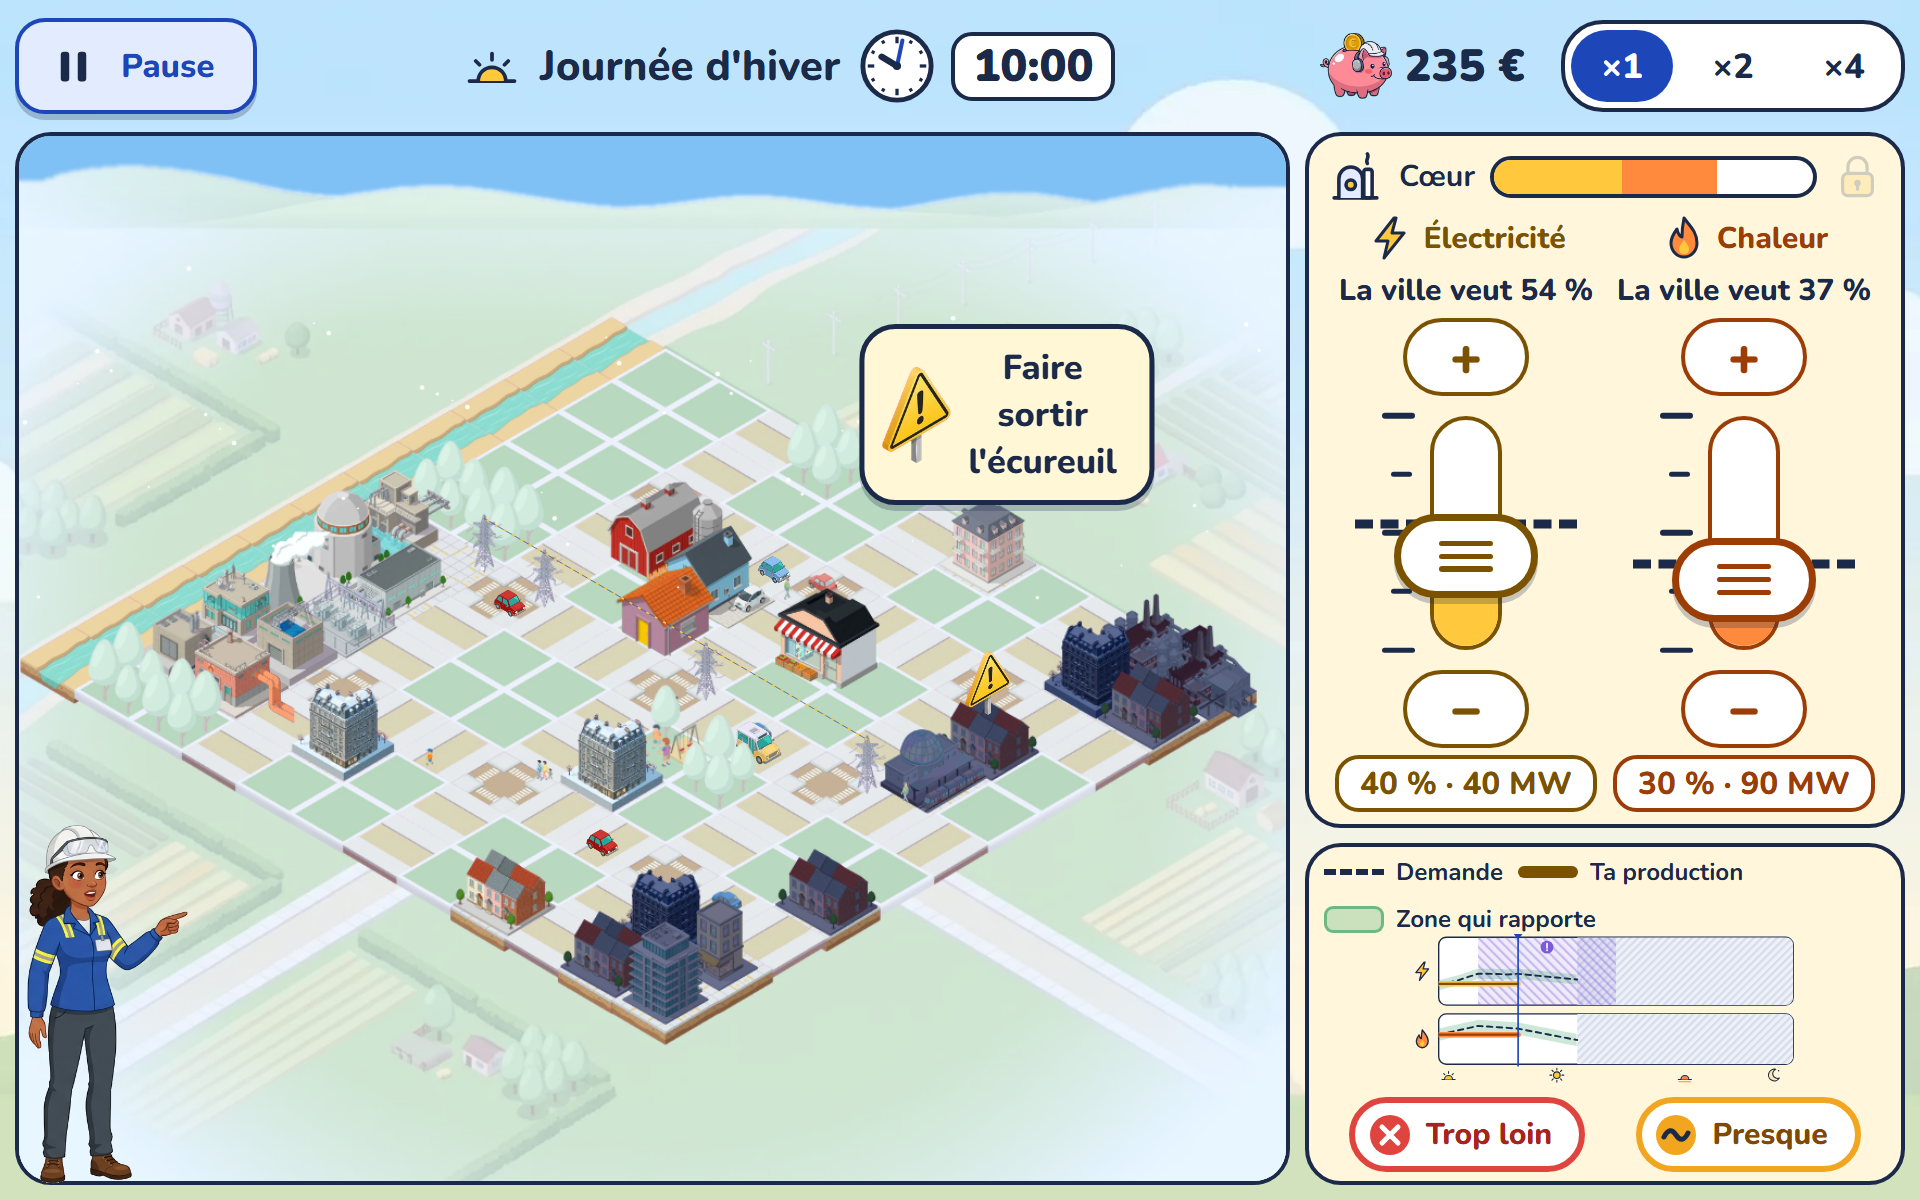 Pause
Journée d'hiver
10:00
235 €
×1
×2
×4
Faire
sortir
l'écureuil
Cœur
Électricité
Chaleur
La ville veut 54 %
La ville veut 37 %
+
+
−
−
40 % · 40 MW
30 % · 90 MW
Demande
Ta production
Zone qui rapporte
Trop loin
Presque